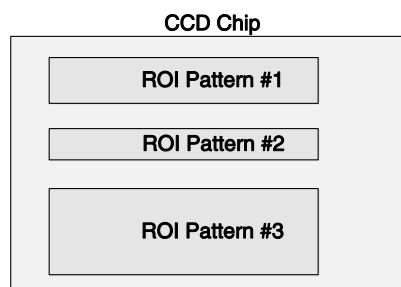 CCD Chip
ROI Pattern #1
ROI Pattern #2
ROI Pattern #3